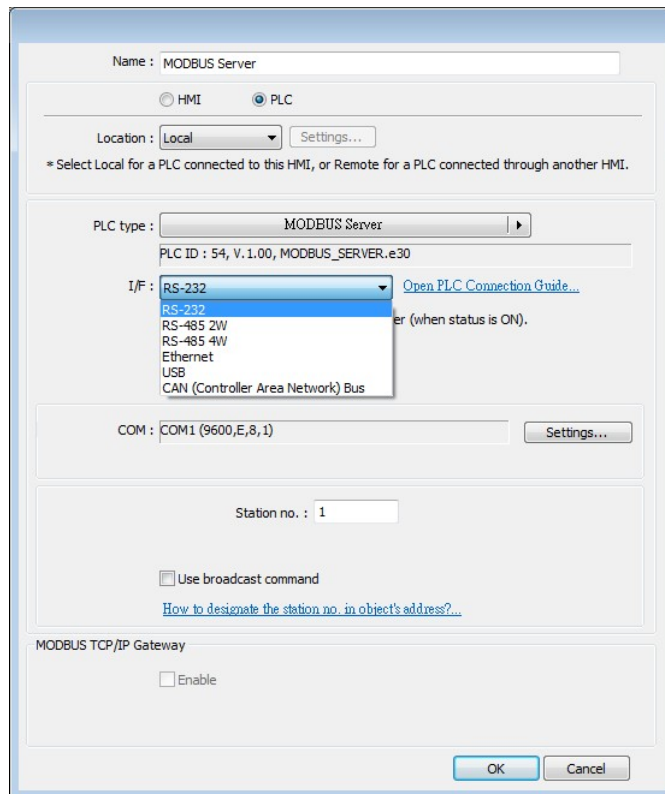 Name : MODBUS Server
HMI PLC
Location : Local Settings...
* Select Local for a PLC connected to this HMI, or Remote for a PLC connected through another HMI.
PLC type : MODBUS Server
PLC ID : 54, V.1.00, MODBUS_SERVER.e30
I/F : RS-232 Open PLC Connection Guide...
RS-232
RS-485 2W er (when status is ON).
RS-485 4W
Ethernet
USB
CAN (Controller Area Network) Bus
COM : COM1 (9600,E,8,1) Settings...
Station no. : 1
Use broadcast command
How to designate the station no. in object's address?...
MODBUS TCP/IP Gateway
Enable
OK Cancel